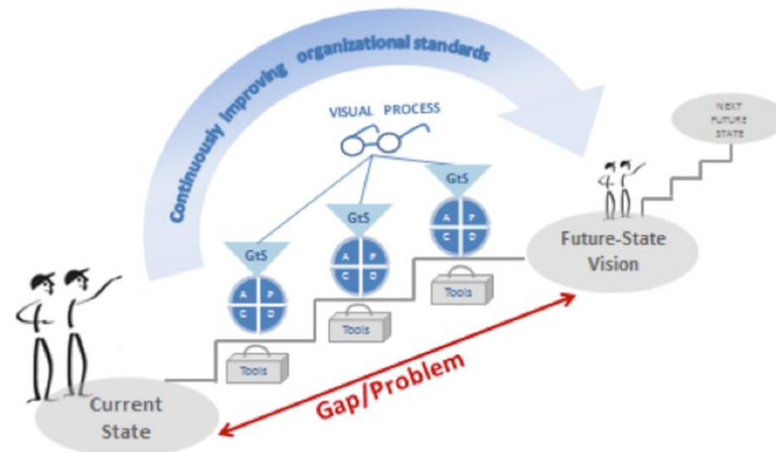 Continuously improving organizational standards
VISUAL PROCESS
NEXT
FUTURE
STATE
GtS
A P
C D
Tools
GtS
A P
C D
Tools
GtS
A P
C D
Tools
Future-State
Vision
Gap/Problem
Current
State